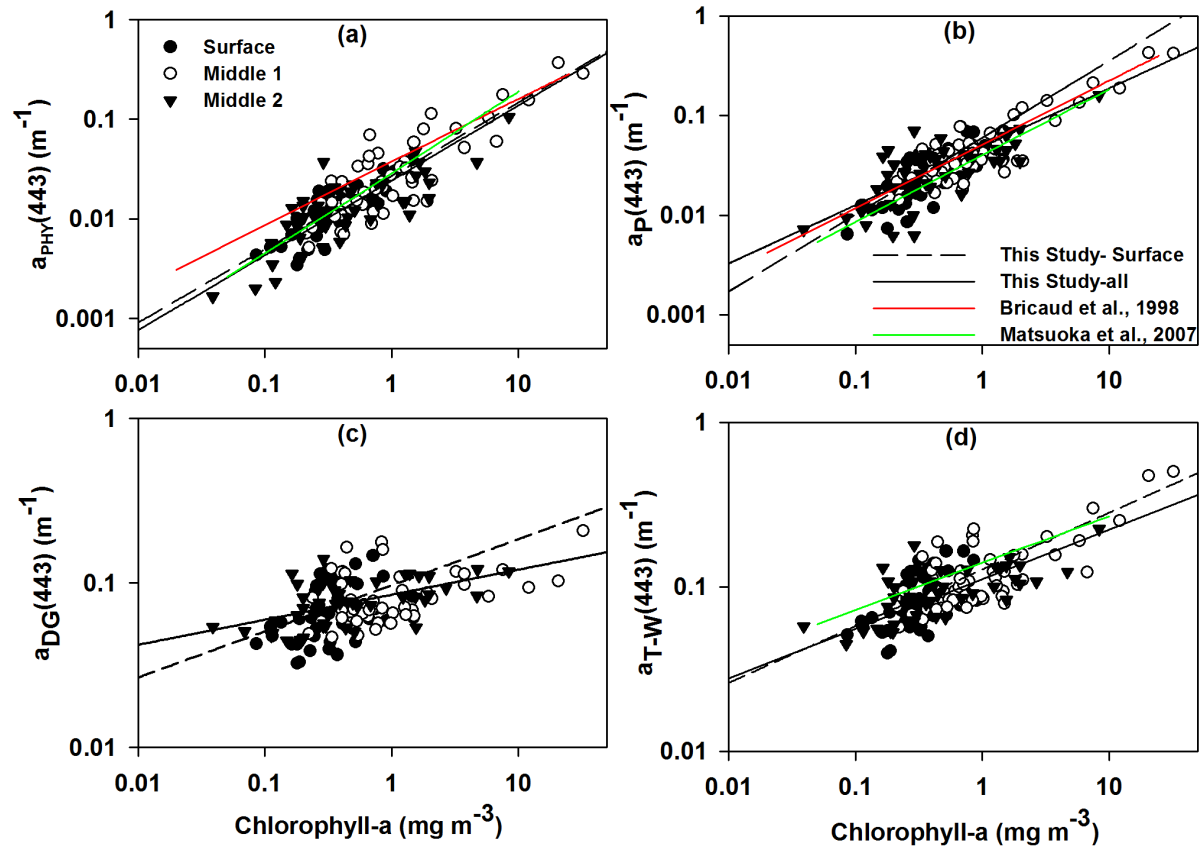 (a)
1
0.1
0.01
0.001
aPHY(443) (m-1)
Surface
Middle 1
Middle 2
0.01 0.1 1 10
(b)
1
0.1
0.01
0.001
aP(443) (m-1)
This Study- Surface
This Study-all
Bricaud et al., 1998
Matsuoka et al., 2007
0.01 0.1 1 10
(c)
1
0.1
0.01
aDG(443) (m-1)
0.01 0.1 1 10
Chlorophyll-a (mg m-3)
(d)
1
0.1
0.01
aT-W(443) (m-1)
0.01 0.1 1 10
Chlorophyll-a (mg m-3)